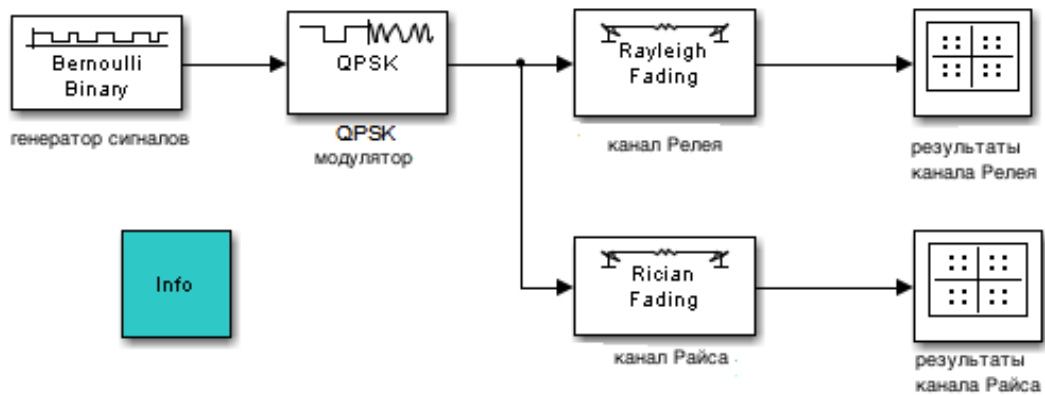 Bernoulli
Binary
генератор сигналов
QPSK
QPSK
модулятор
Rayleigh
Fading
канал Релея
результаты
канала Релея
Info
Rician
Fading
канал Райса
результаты
канала Райса